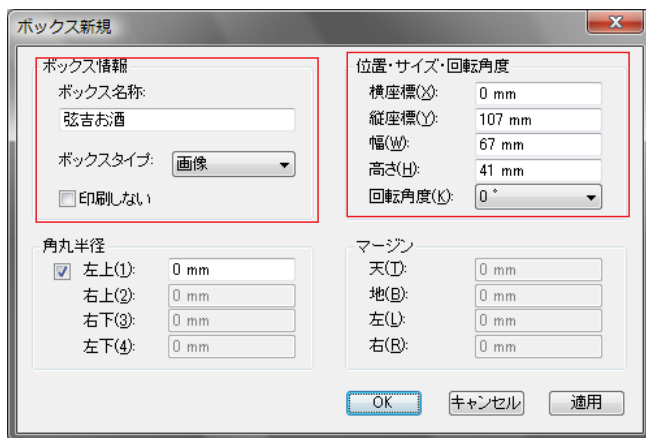 ボックス新規
ボックス情報
ボックス名称:
弦吉お酒
ボックスタイプ: 画像
印刷しない
位置・サイズ・回転角度
横座標(X): 0 mm
縦座標(Y): 107 mm
幅(W): 67 mm
高さ(H): 41 mm
回転角度(K): 0 °
角丸半径
左上(1): 0 mm
右上(2): 0 mm
右下(3): 0 mm
左下(4): 0 mm
マージン
天(T): 0 mm
地(B): 0 mm
左(L): 0 mm
右(R): 0 mm
OK キャンセル 適用